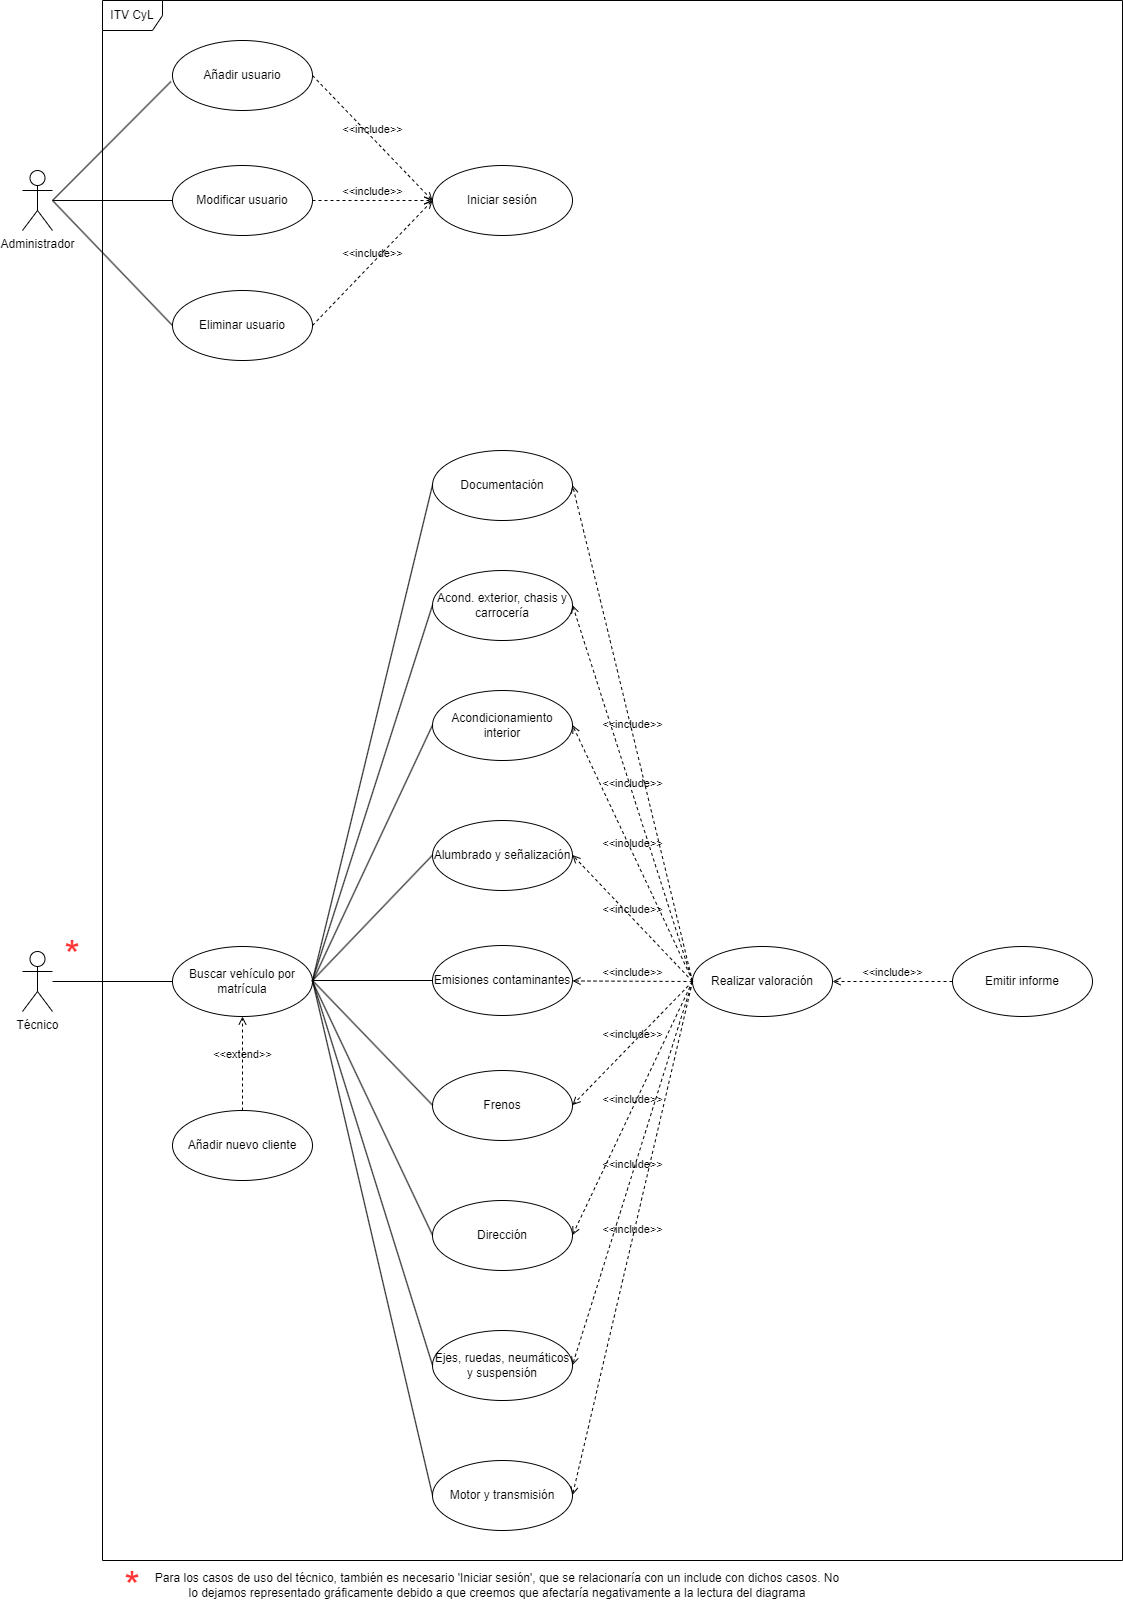 ITV CyL
Añadir usuario
<<include>>
Modificar usuario
<<include>>
Iniciar sesión
Administrador
<<include>>
Eliminar usuario
Documentación
Acond. exterior, chasis y
carrocería
Acondicionamiento
interior
<<include>>
<<include>>
<<include>>
Alumbrado y señalización
<<include>>
*
Buscar vehículo por
matrícula
Emisiones contaminantes
<<include>>
Realizar valoración
<<include>>
Emitir informe
Técnico
<<extend>>
<<include>>
Frenos
<<include>>
Añadir nuevo cliente
<<include>>
Dirección
<<include>>
Ejes, ruedas, neumáticos
y suspensión
Motor y transmisión
* Para los casos de uso del técnico, también es necesario 'Iniciar sesión', que se relacionaría con un include con dichos casos. No
lo dejamos representado gráficamente debido a que creemos que afectaría negativamente a la lectura del diagrama